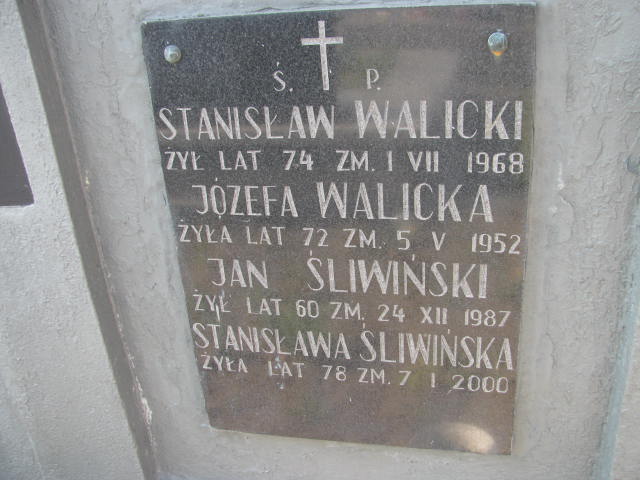 Ś. P.
STANISŁAW WALICKI
ŻYŁ LAT 74 ZM. 1 VII 1968
JÓZEFA WALICKA
ŻYŁA LAT 72 ZM. 5 V 1952
JAN ŚLIWIŃSKI
ŻYŁ LAT 60 ZM. 24 XII 1987
STANISŁAWA ŚLIWIŃSKA
ŻYŁA LAT 78 ZM. 7 I 2000